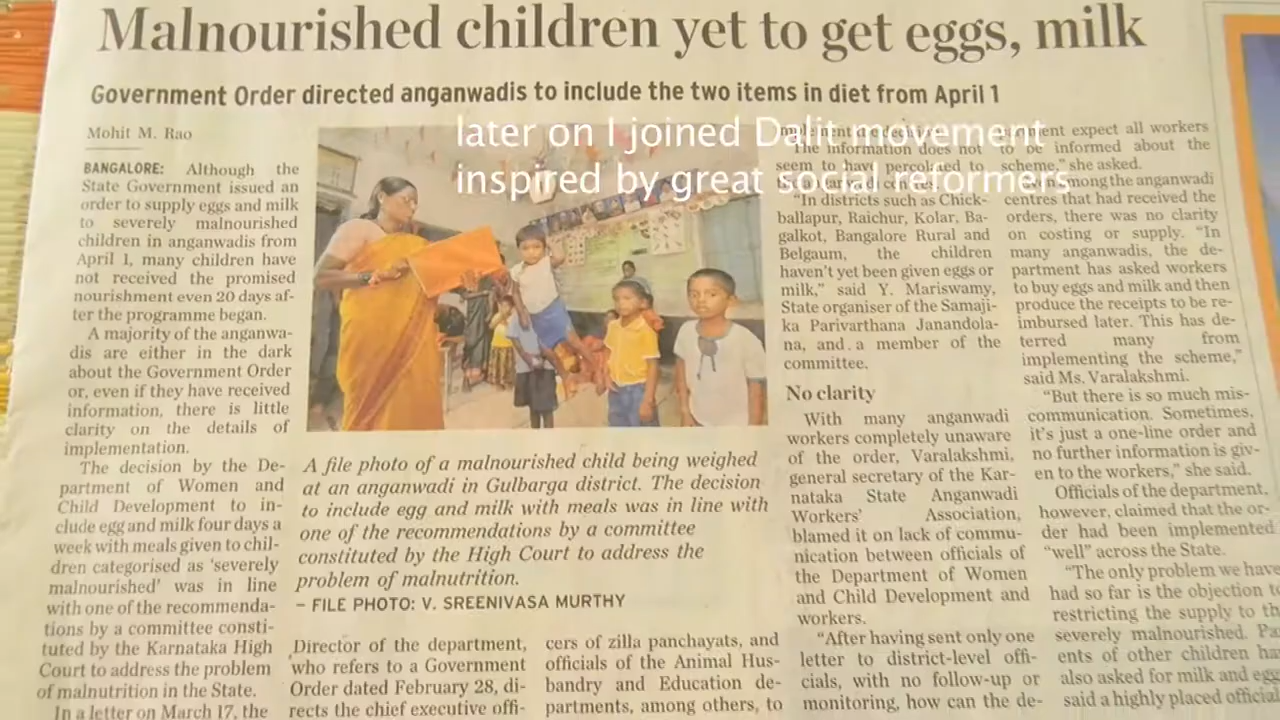 Malnourished children yet to get eggs, milk
Government Order directed anganwadis to include the two items in diet from April 1
later on I joined Dalit movement
inspired by great social reformers
Mohit M. Rao
BANGALORE: Although the
State Government issued an
order to supply eggs and milk
to severely malnourished
children in anganwadis from
April 1, many children have
not received the promised
nourishment even 20 days af-
ter the programme began.
A majority of the anganwa-
dis are either in the dark
about the Government Order
or, even if they have received
information, there is little
clarity on the details of
implementation.
The decision by the De-
partment of Women and
Child Development to in-
clude egg and milk four days a
week with meals given to chil-
dren categorised as 'severely
malnourished' was in line
with one of the recommenda-
tions by a committee consti-
tuted by the Karnataka High
Court to address the problem
of malnutrition in the State.
In a letter on March 17, the
A file photo of a malnourished child being weighed
at an anganwadi in Gulbarga district. The decision
to include egg and milk with meals was in line with
one of the recommendations by a committee
constituted by the High Court to address the
problem of malnutrition.
– FILE PHOTO: V. SREENIVASA MURTHY
Director of the department,
who refers to a Government
Order dated February 28, di-
rects the chief executive offi-
cers of zilla panchayats, and
officials of the Animal Hus-
bandry and Education de-
partments, among others, to
The information does not
seem to have percolated to
"In districts such as Chick-
ballapur, Raichur, Kolar, Ba-
galkot, Bangalore Rural and
Belgaum, the children
haven't yet been given eggs or
milk," said Y. Mariswamy,
State organiser of the Samaji-
ka Parivarthana Janandola-
na, and a member of the
committee.
No clarity
With many anganwadi
workers completely unaware
of the order, Varalakshmi,
general secretary of the Kar-
nataka State Anganwadi
Workers' Association,
blamed it on lack of commu-
nication between officials of
the Department of Women
and Child Development and
workers.
"After having sent only one
letter to district-level offi-
cials, with no follow-up or
monitoring, how can the de-
partment expect all workers
to be informed about the
scheme," she asked.
Even among the anganwadi
centres that had received the
orders, there was no clarity
on costing or supply. "In
many anganwadis, the de-
partment has asked workers
to buy eggs and milk and then
produce the receipts to be re-
imbursed later. This has de-
terred many from
implementing the scheme,"
said Ms. Varalakshmi.
"But there is so much mis-
communication. Sometimes,
it's just a one-line order and
no further information is giv-
en to the workers," she said.
Officials of the department,
however, claimed that the or-
der had been implemented
"well" across the State.
"The only problem we have
had so far is the objection to
restricting the supply to th
severely malnourished. Pa
ents of other children ha
also asked for milk and egg
said a highly placed official